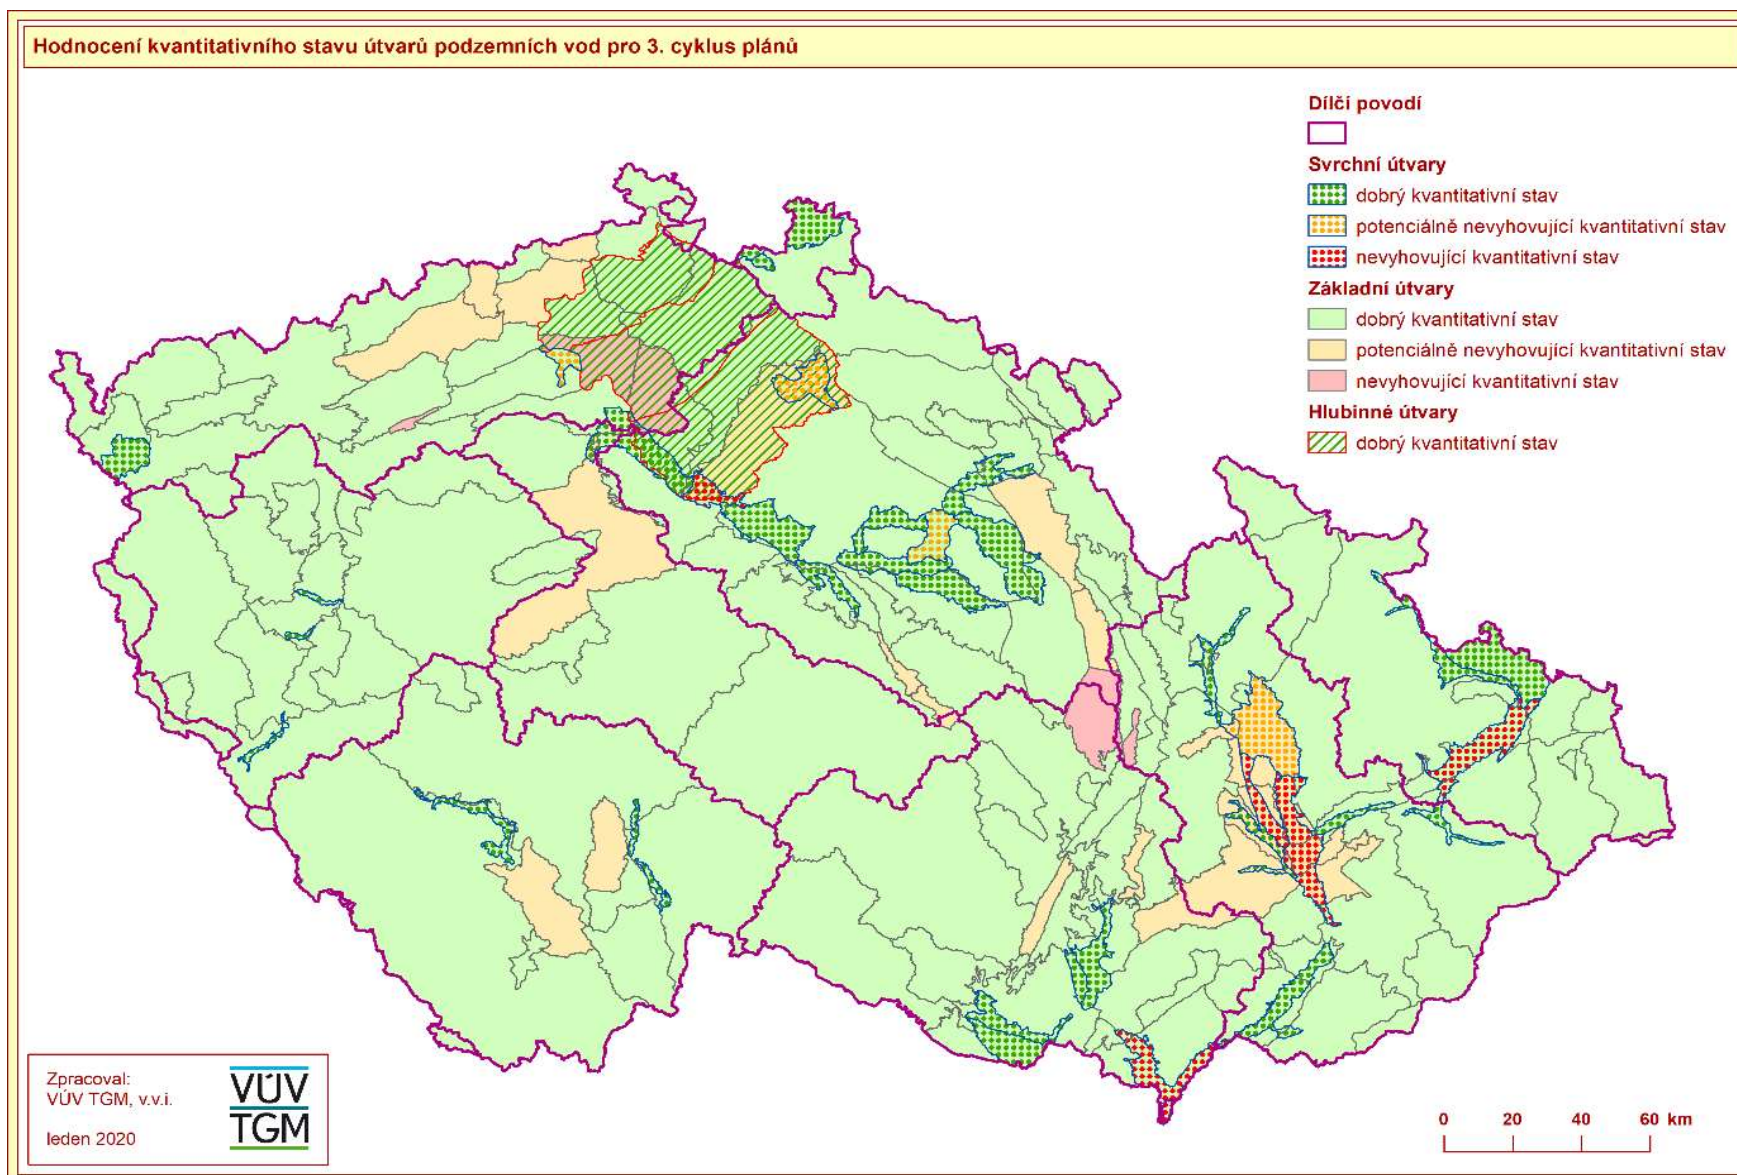 Hodnocení kvantitativního stavu útvarů podzemních vod pro 3. cyklus plánů
Dílčí povodí
Svrchní útvary
dobrý kvantitativní stav
potenciálně nevyhovující kvantitativní stav
nevyhovující kvantitativní stav
Základní útvary
dobrý kvantitativní stav
potenciálně nevyhovující kvantitativní stav
nevyhovující kvantitativní stav
Hlubinné útvary
dobrý kvantitativní stav
Zpracoval:
VÚV TGM, v.v.i.
leden 2020
VÚV
TGM
0 20 40 60 km